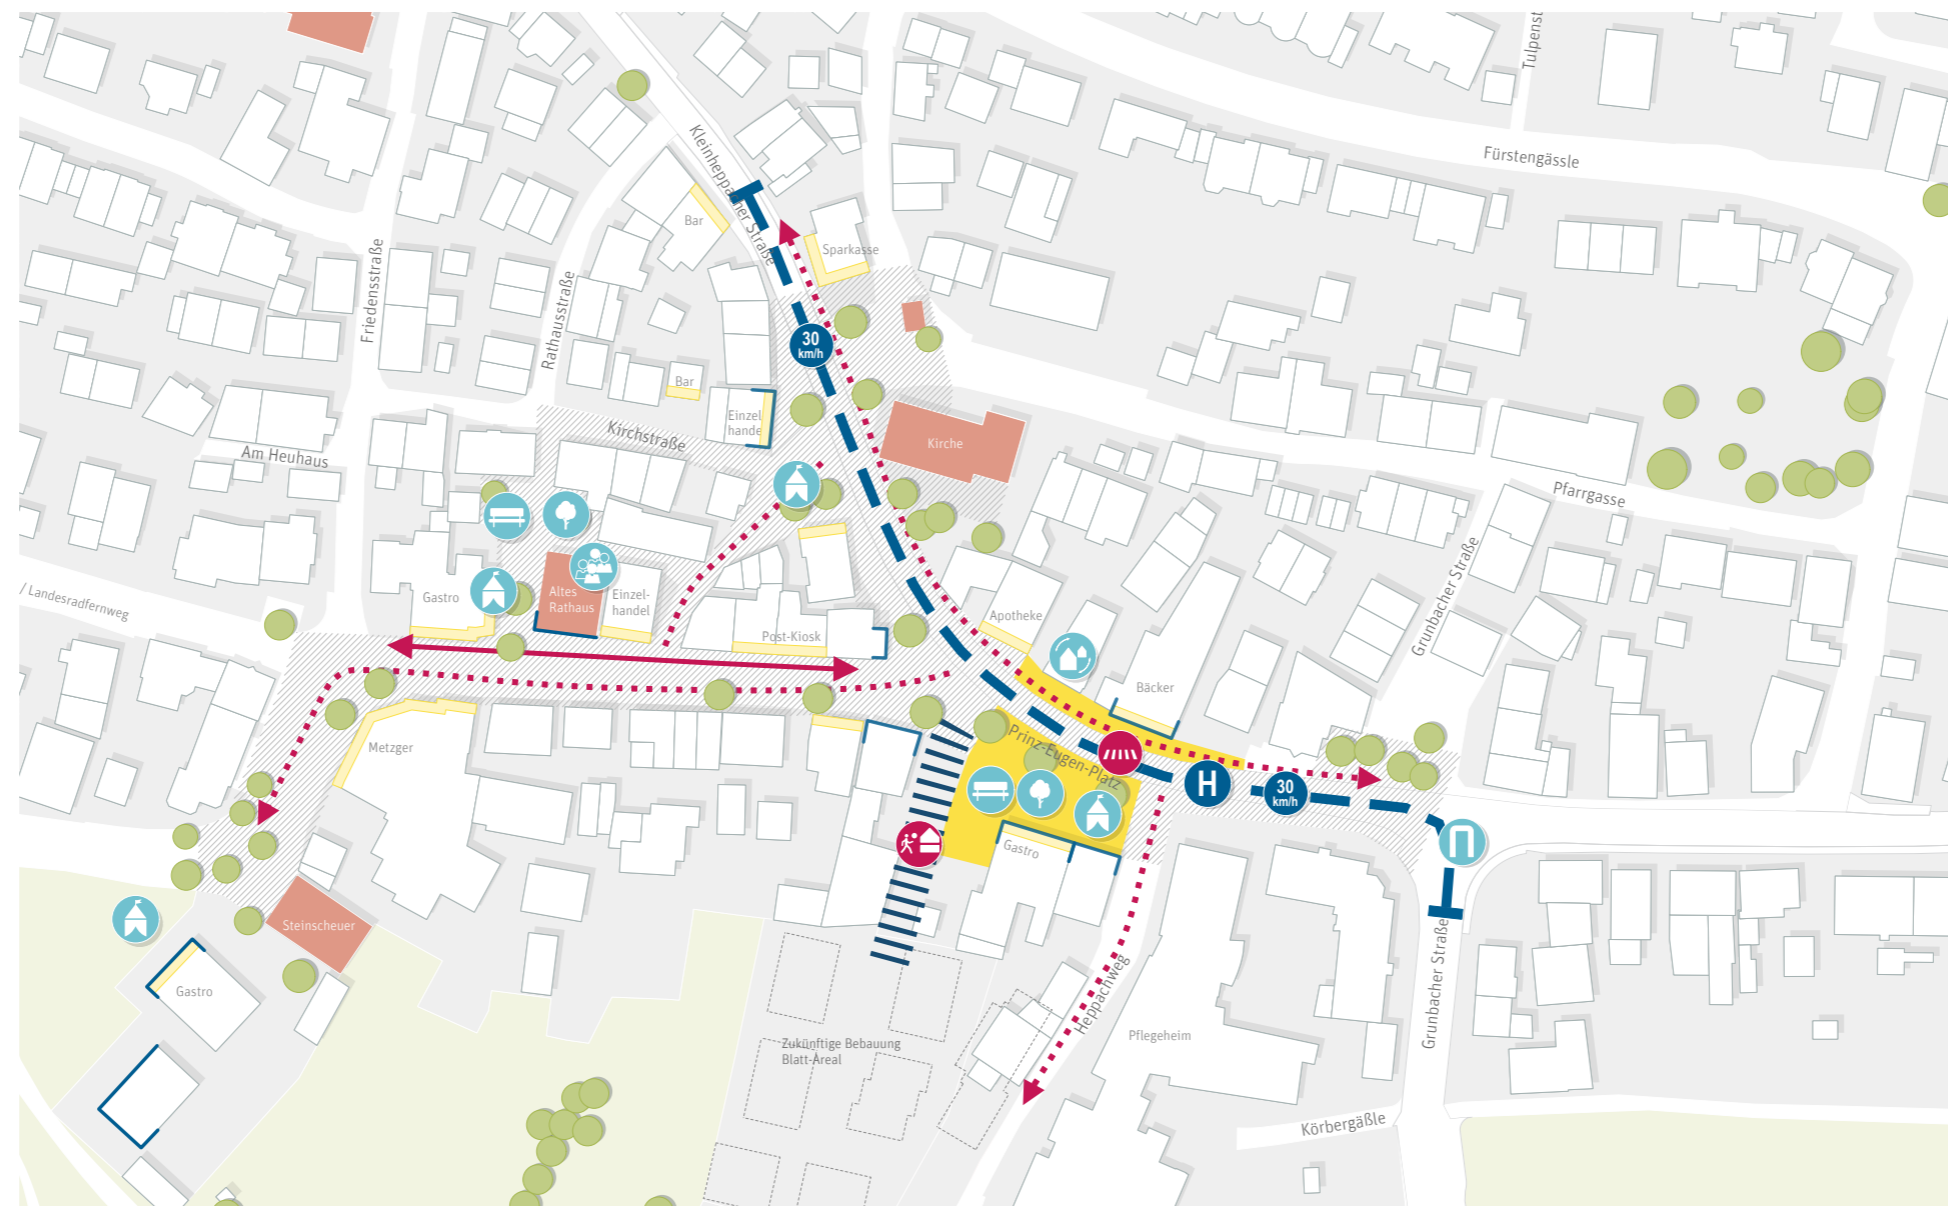 Tulpenst
Fürstengässle
Kleinheppacher Straße
Bar
Sparkasse
Friedensstraße
Rathausstraße
30
km/h
Bar
Einzel
hande
Kirchstraße
Kirche
Am Heuhaus
Pfarrgasse
/ Landesradfernweg
Gastro
Altes
Rathaus
Einzel-
handel
Post-Kiosk
Apotheke
Grunbacher Straße
Bäcker
Metzger
Prinz-Eugen-Platz
H
30
km/h
Gastro
Steinscheuer
Gastro
Grunbacher Straße
Heppachweg
Pflegeheim
Zukünftige Bebauung
Blatt-Areal
Körbergäßle